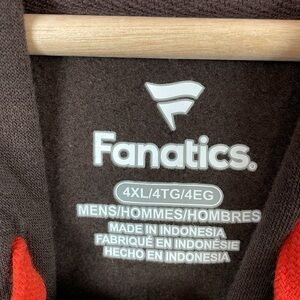 Fanatics.
4XL/4TG/4EG
MENS/HOMMES/HOMBRES
MADE IN INDONESIA
FABRIQUÉ EN INDONÉSIE
HECHO EN INDONESIA